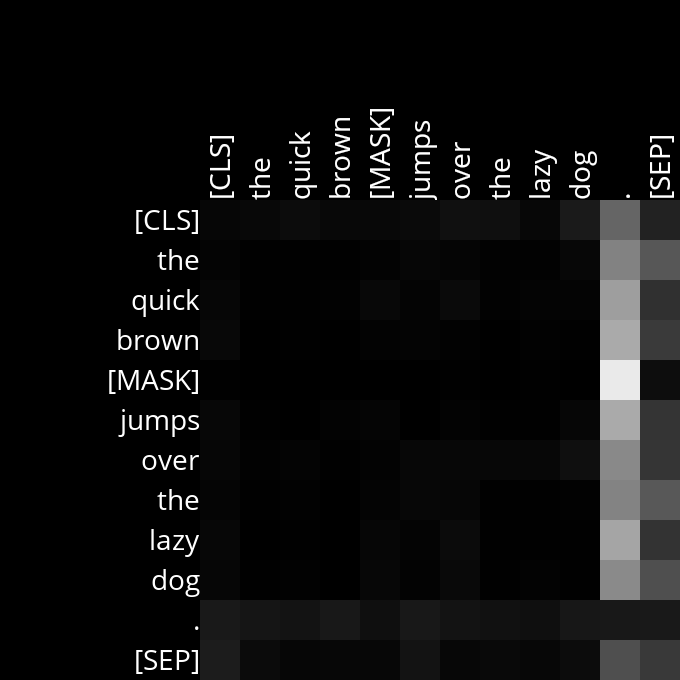 [CLS] the quick brown [MASK] jumps over the lazy dog . [SEP]
[CLS]
the
quick
brown
[MASK]
jumps
over
the
lazy
dog
.
[SEP]